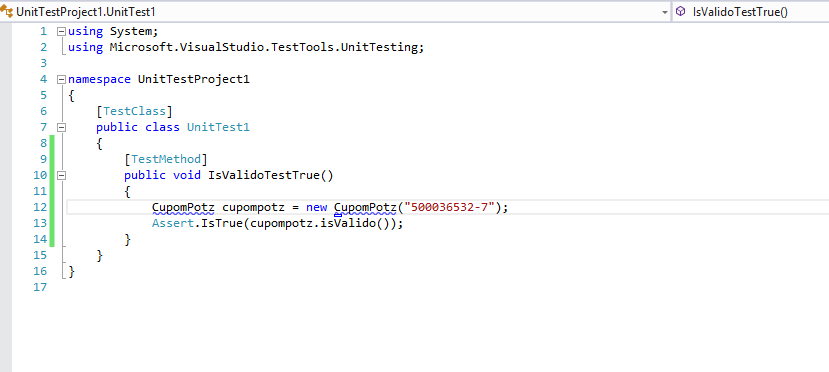 UnitTestProject1.UnitTest1 IsValidoTestTrue()
1 using System;
2 using Microsoft.VisualStudio.TestTools.UnitTesting;
3
4 namespace UnitTestProject1
5 {
6 [TestClass]
7 public class UnitTest1
8 {
9 [TestMethod]
10 public void IsValidoTestTrue()
11 {
12 CupomPotz cupompotz = new CupomPotz("500036532-7");
13 Assert.IsTrue(cupompotz.isValido());
14 }
15 }
16 }
17